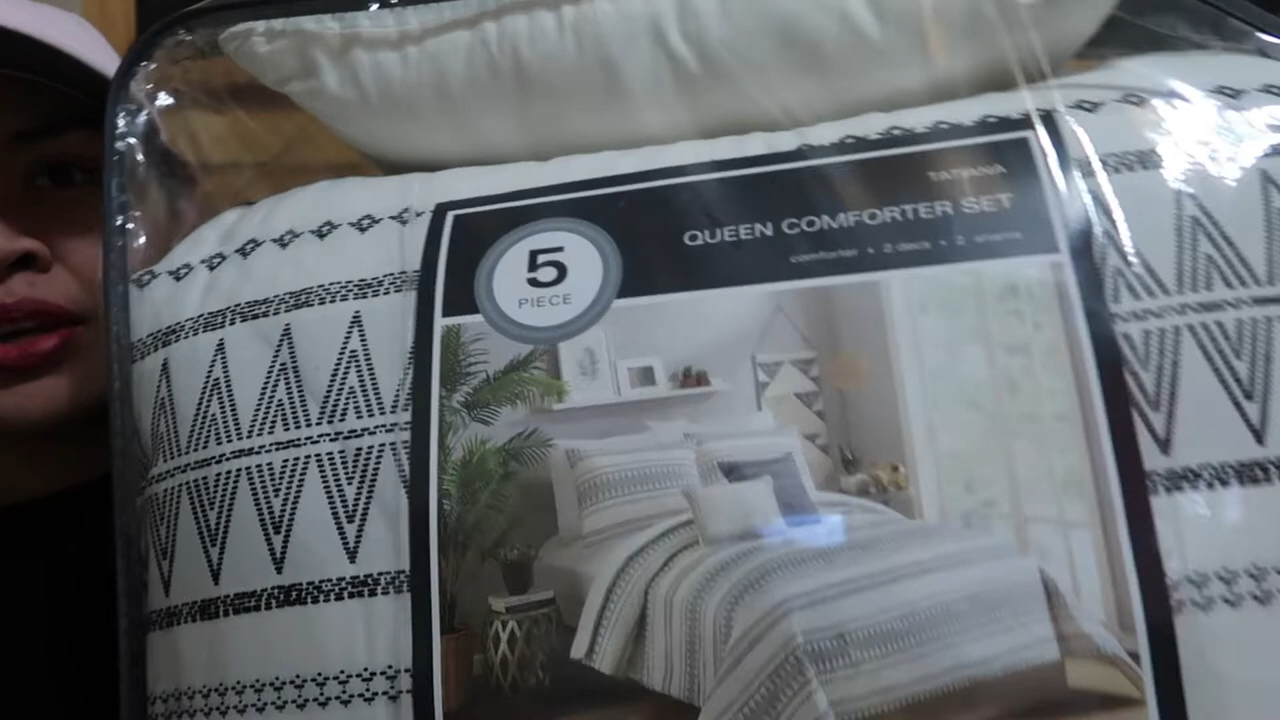 TATIANA
QUEEN COMFORTER SET
comforter + 2 decs + 2 shams
5
PIECE